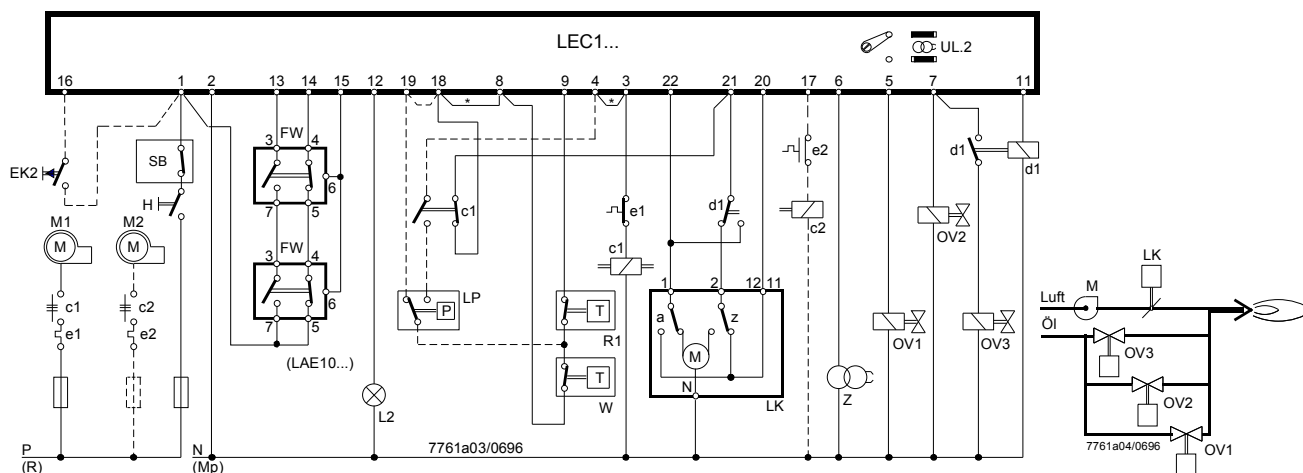 LEC1...
UL.2
16 1 2 13 14 15 12 19 18 8 9 4 3 22 21 20 17 6 5 7 11
* *
3 FW 4
SB
EK2
e2
d1
d1
6
H
c1
e1
d1
7 5
c2
OV2
M1 M2
M M
FW
3 4
c1
1 2 12 11
LK
M
Luft
6
LP
P
T
R1
a z
Öl
c1 c2
e1 e2
7 5
M
OV1
OV3
OV3
(LAE10...)
T
N
Z
OV2
L2
W
LK
P
(R)
N
(Mp)
7761a03/0696
7761a04/0696
OV1